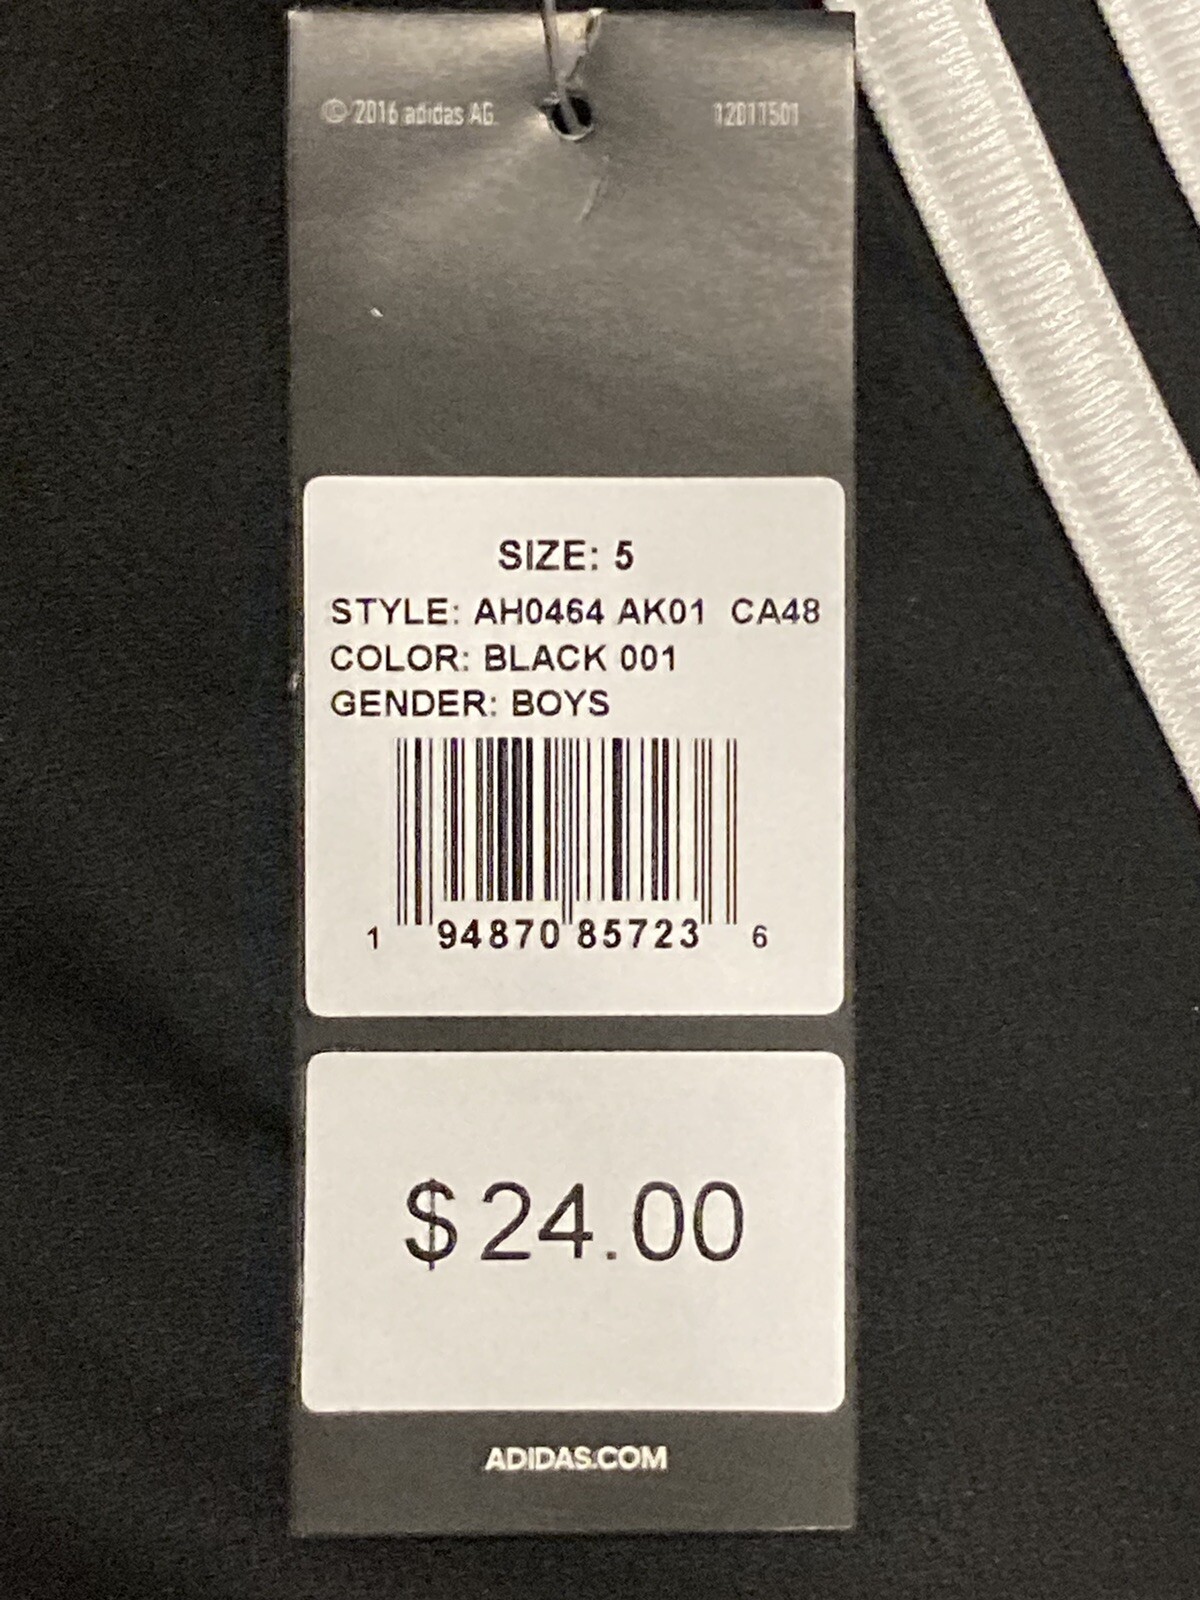 © 2016 adidas AG. 12011501
SIZE: 5
STYLE: AH0464 AK01 CA48
COLOR: BLACK 001
GENDER: BOYS
1 94870 85723 6
$24.00
ADIDAS.COM